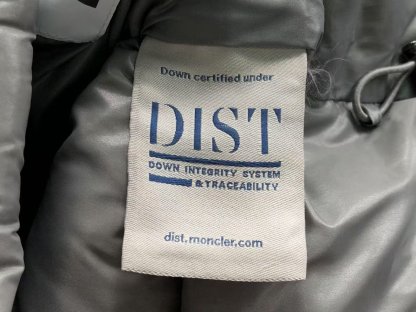 Down certified under
DIST
DOWN INTEGRITY SYSTEM
& TRACEABILITY
dist.moncler.com